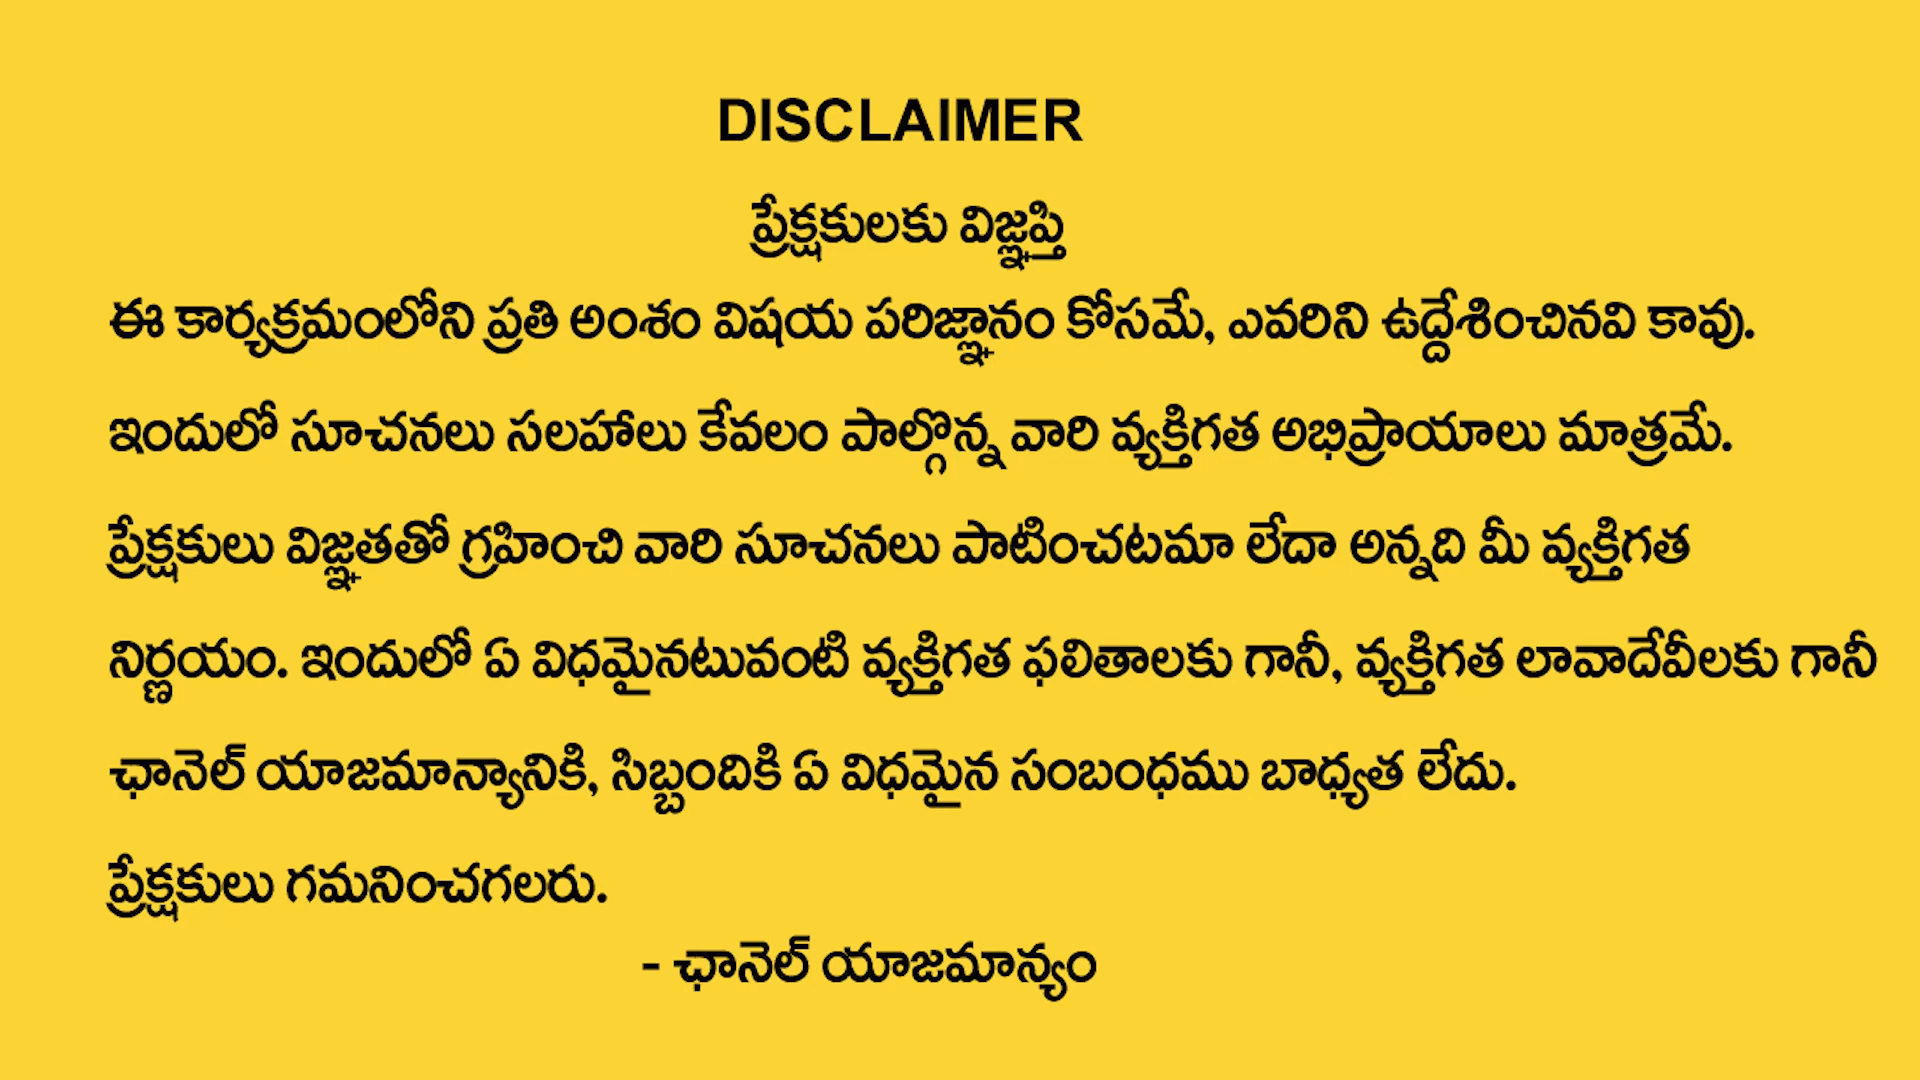 DISCLAIMER
ప్రేక్షకులకు విజ్ఞప్తి
ఈ కార్యక్రమంలోని ప్రతి అంశం విషయ పరిజ్ఞానం కోసమే, ఎవరిని ఉద్దేశించినవి కావు.
ఇందులో సూచనలు సలహాలు కేవలం పాల్గొన్న వారి వ్యక్తిగత అభిప్రాయాలు మాత్రమే.
ప్రేక్షకులు విజ్ఞతతో గ్రహించి వారి సూచనలు పాటించటమా లేదా అన్నది మీ వ్యక్తిగత
నిర్ణయం. ఇందులో ఏ విధమైనటువంటి వ్యక్తిగత ఫలితాలకు గానీ, వ్యక్తిగత లావాదేవీలకు గానీ
ఛానెల్ యాజమాన్యానికి, సిబ్బందికి ఏ విధమైన సంబంధము బాధ్యత లేదు.
ప్రేక్షకులు గమనించగలరు.
- ఛానెల్ యాజమాన్యం